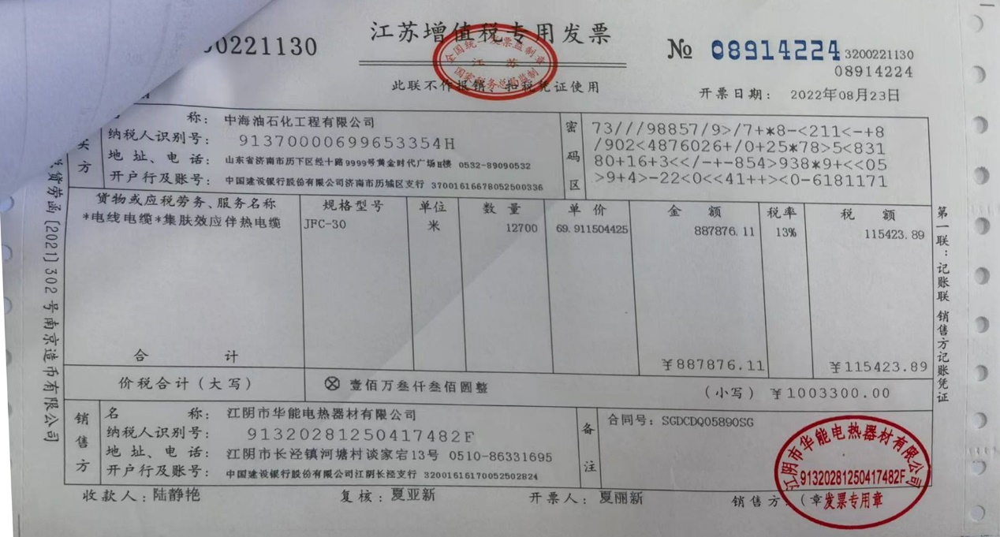 江苏增值税专用发票
0221130
№ 08914224
3200221130
08914224
此联不作报销、扣税凭证使用
开票日期： 2022年08月23日
全国统一发票监制章
江苏
国家税务总局监制
买
方
称： 中海油石化工程有限公司
纳税人识别号： 91370000699653354H
地 址、电 话： 山东省济南市历下区经十路9999号黄金时代广场B楼 0532-89090532
开户行及账号： 中国建设银行股份有限公司济南市历城区支行 37001616678052500336
密码区
73///98857/9>/7+*8-<211<-+8
/902<4876026+/0+25*78>5<831
80+16+3<</-+-854>938*9+<<05
>9+4>-22<0<<41++><0-6181171
货物或应税劳务、服务名称 规格型号 单位 数 量 单 价 金 额 税率 税 额
*电线电缆*集肤效应伴热电缆 JFC-30 米 12700 69.911504425 887876.11 13% 115423.89
合 计 ￥887876.11 ￥115423.89
价税合计（大写） ⊗ 壹佰万叁仟叁佰圆整 （小写） ￥1003300.00
销售方
名 称： 江阴市华能电热器材有限公司
纳税人识别号： 91320281250417482F
地 址、电 话： 江阴市长泾镇河塘村谈家宕13号 0510-86331695
开户行及账号： 中国建设银行股份有限公司江阴长泾支行 32001616170052502824
备注
合同号：SGDCDQ05890SG
收款人：陆静艳 复核：夏亚新 开票人：夏丽新 销售方：（章
江阴市华能电热器材有限公司
91320281250417482F
发票专用章
第一联：记账联 销售方记账凭证
货劳函[2021]302号南京造币有限公司